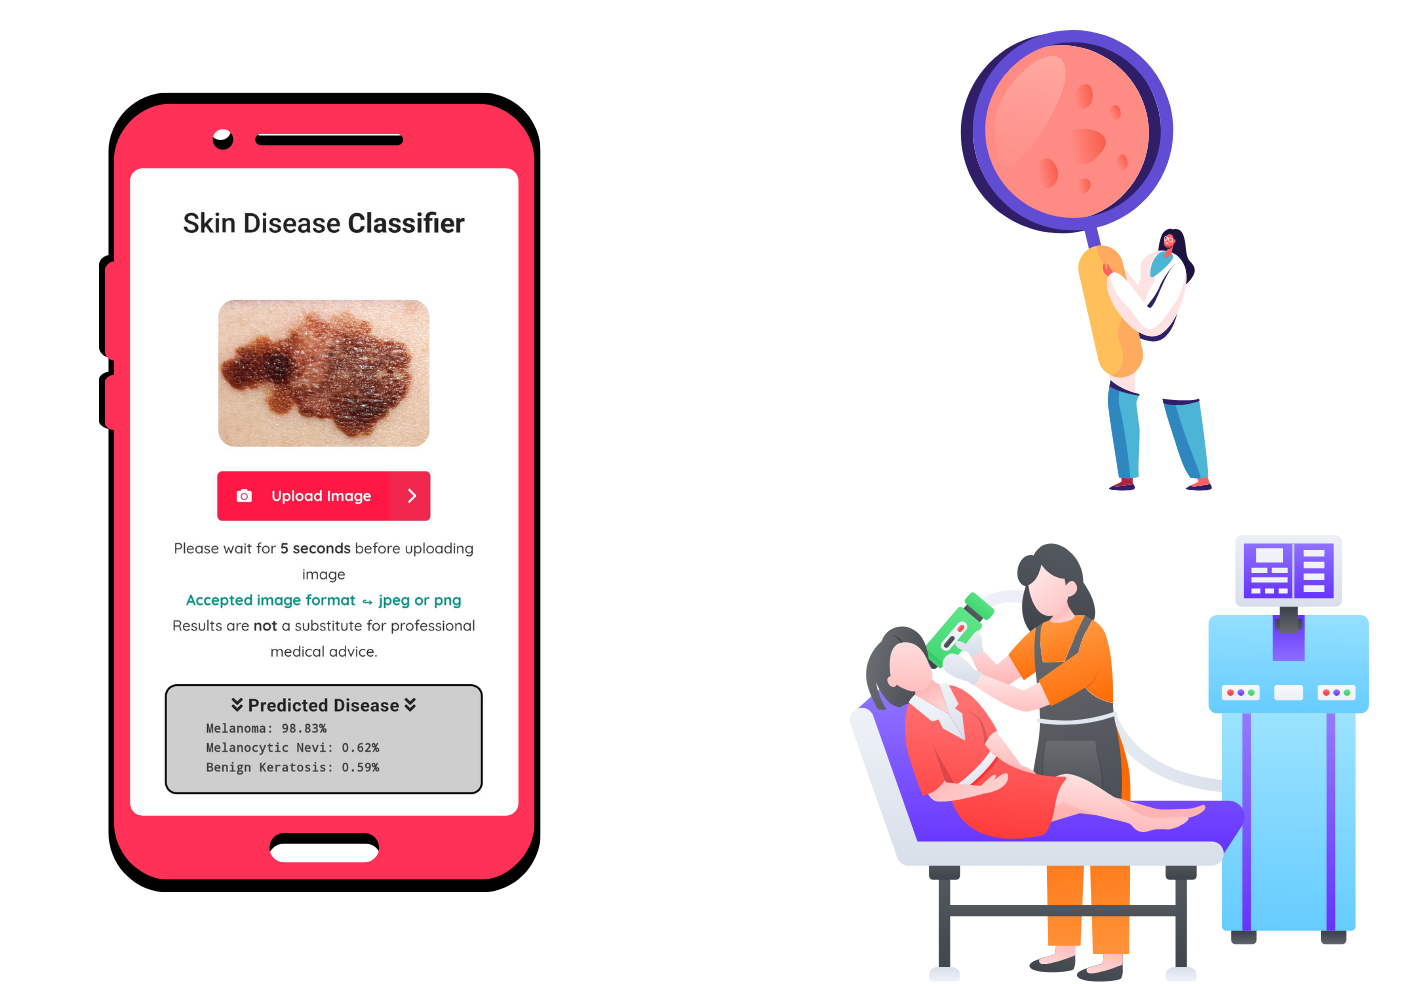 Skin Disease Classifier
Upload Image
Please wait for 5 seconds before uploading
image
Accepted image format ↪ jpeg or png
Results are not a substitute for professional
medical advice.
Predicted Disease
Melanoma: 98.83%
Melanocytic Nevi: 0.62%
Benign Keratosis: 0.59%